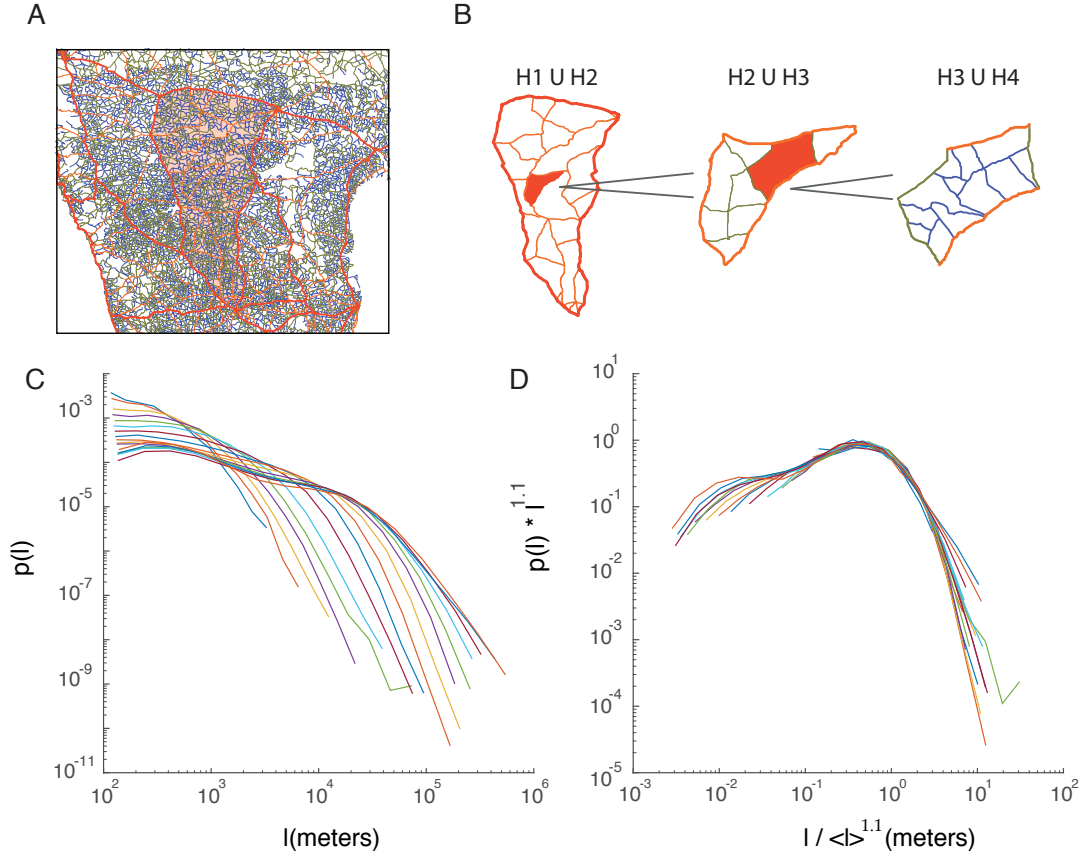 A
B
H1 U H2
H2 U H3
H3 U H4
C
10^-3
10^-5
10^-7
10^-9
10^-11
p(l)
10^2
10^3
10^4
10^5
10^6
l(meters)
D
10^1
10^0
10^-1
10^-2
10^-3
10^-4
10^-5
p(l) * l^1.1
10^-3
10^-2
10^-1
10^0
10^1
10^2
l / <l>^1.1 (meters)